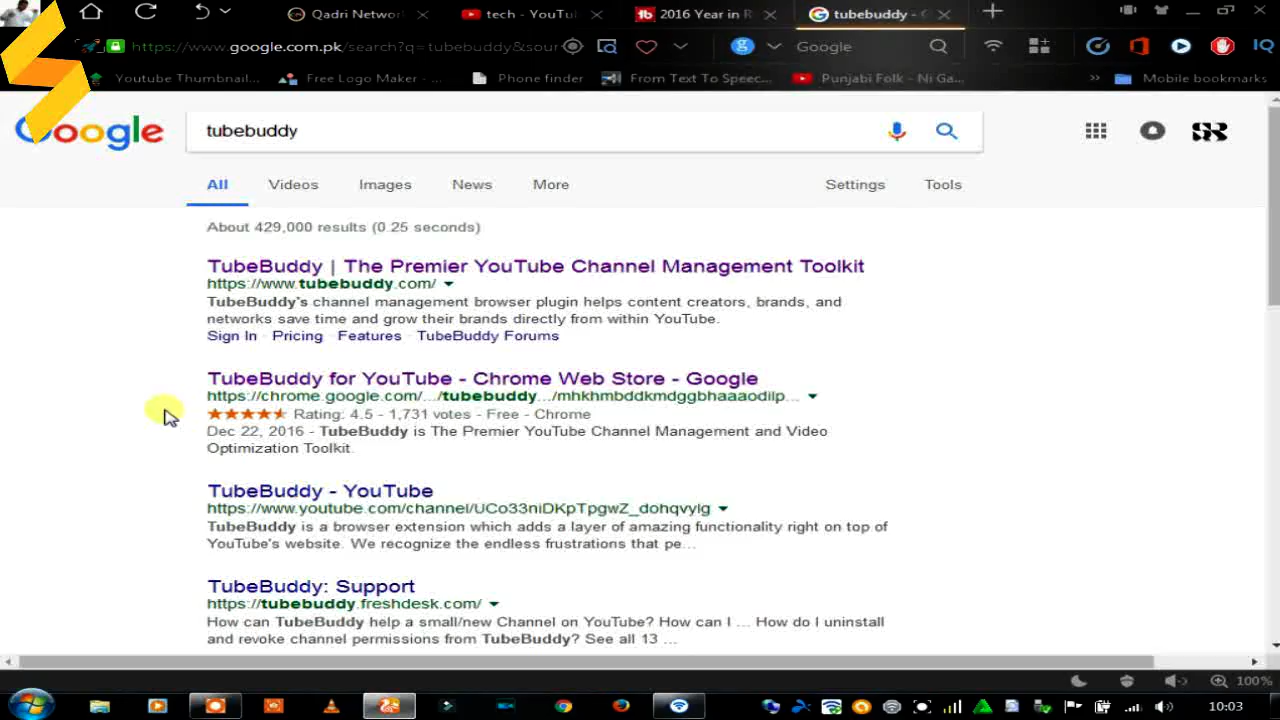 Qadri Networ
tech - YouTu
2016 Year in R
tubebuddy -
https://www.google.com.pk/search?q=tubebuddy&sour
Google
IQ
Youtube Thumbnail...
Free Logo Maker - ...
Phone finder
From Text To Speec...
Punjabi Folk - Ni Ga...
Mobile bookmarks
Google
tubebuddy
SR
All
Videos
Images
News
More
Settings
Tools
About 429,000 results (0.25 seconds)
TubeBuddy | The Premier YouTube Channel Management Toolkit
https://www.tubebuddy.com/
TubeBuddy's channel management browser plugin helps content creators, brands, and
networks save time and grow their brands directly from within YouTube.
Sign In · Pricing · Features · TubeBuddy Forums
TubeBuddy for YouTube - Chrome Web Store - Google
https://chrome.google.com/.../tubebuddy.../mhkhmbddkmdggbhaaaodilp...
Rating: 4.5 - 1,731 votes - Free - Chrome
Dec 22, 2016 - TubeBuddy is The Premier YouTube Channel Management and Video
Optimization Toolkit.
TubeBuddy - YouTube
https://www.youtube.com/channel/UCo33niDKpTpgwZ_dohqvylg
TubeBuddy is a browser extension which adds a layer of amazing functionality right on top of
YouTube's website. We recognize the endless frustrations that pe...
TubeBuddy: Support
https://tubebuddy.freshdesk.com/
How can TubeBuddy help a small/new Channel on YouTube? How can I ... How do I uninstall
and revoke channel permissions from TubeBuddy? See all 13 ...
100%
10:03